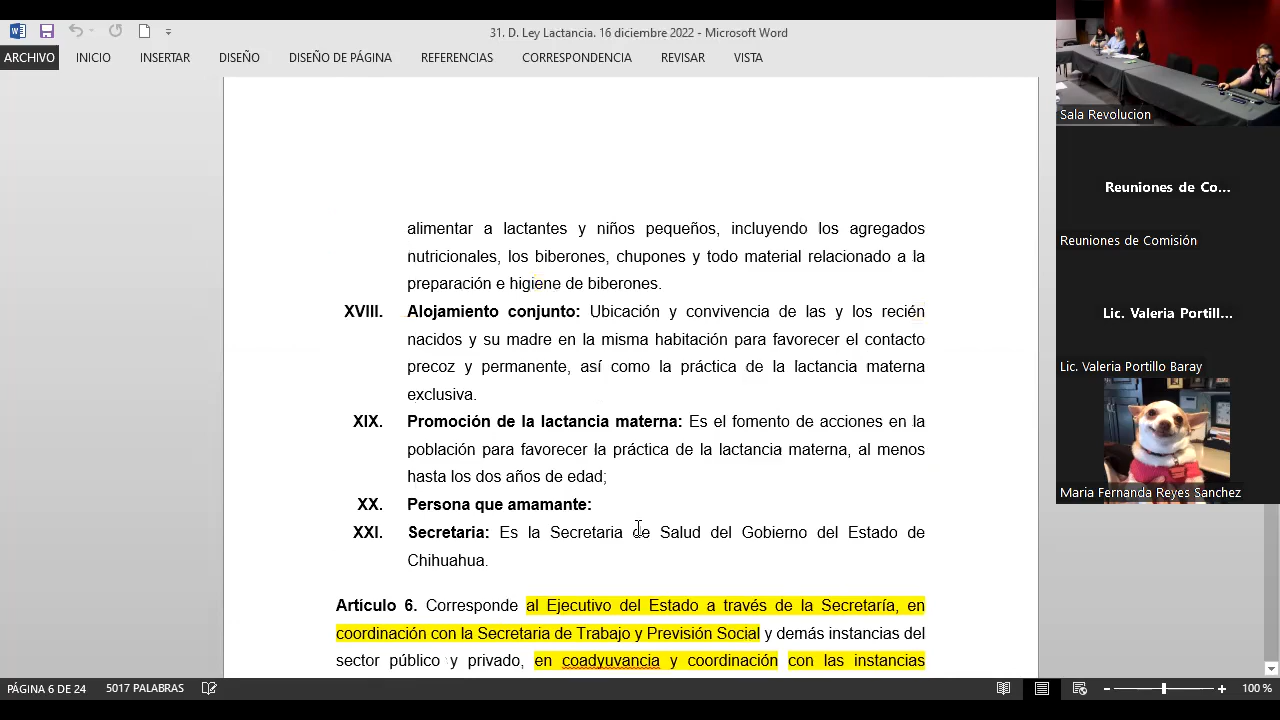 31. D. Ley Lactancia. 16 diciembre 2022 - Microsoft Word
ARCHIVO INICIO INSERTAR DISEÑO DISEÑO DE PÁGINA REFERENCIAS CORRESPONDENCIA REVISAR VISTA
alimentar a lactantes y niños pequeños, incluyendo los agregados
nutricionales, los biberones, chupones y todo material relacionado a la
preparación e higiene de biberones.
XVIII. Alojamiento conjunto: Ubicación y convivencia de las y los recién
nacidos y su madre en la misma habitación para favorecer el contacto
precoz y permanente, así como la práctica de la lactancia materna
exclusiva.
XIX. Promoción de la lactancia materna: Es el fomento de acciones en la
población para favorecer la práctica de la lactancia materna, al menos
hasta los dos años de edad;
XX. Persona que amamante:
XXI. Secretaria: Es la Secretaria de Salud del Gobierno del Estado de
Chihuahua.
Artículo 6. Corresponde al Ejecutivo del Estado a través de la Secretaría, en
coordinación con la Secretaria de Trabajo y Previsión Social y demás instancias del
sector público y privado, en coadyuvancia y coordinación con las instancias
PÁGINA 6 DE 24 5017 PALABRAS 100 %
Sala Revolucion
Reuniones de Co...
Reuniones de Comisión
Lic. Valeria Portill...
Lic. Valeria Portillo Baray
Maria Fernanda Reyes Sanchez